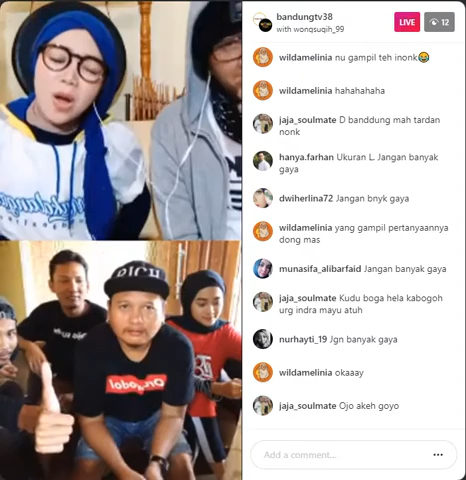 bandungtv38
with wonqsuqih_99
LIVE
12
wildamelinia nu gampil teh inonk😂
wildamelinia hahahahaha
jaja_soulmate D banddung mah tardan
nonk
hanya.farhan Ukuran L. Jangan banyak
gaya
dwiherlina72 Jangan bnyk gaya
wildamelinia yang gampil pertanyaannya
dong mas
munasifa_alibarfaid Jangan banyak gaya
jaja_soulmate Kudu boga hela kabogoh
urg indra mayu atuh
nurhayti_19 Jgn banyak gaya
wildamelinia okaaay
jaja_soulmate Ojo akeh goyo
Add a comment...
RICH